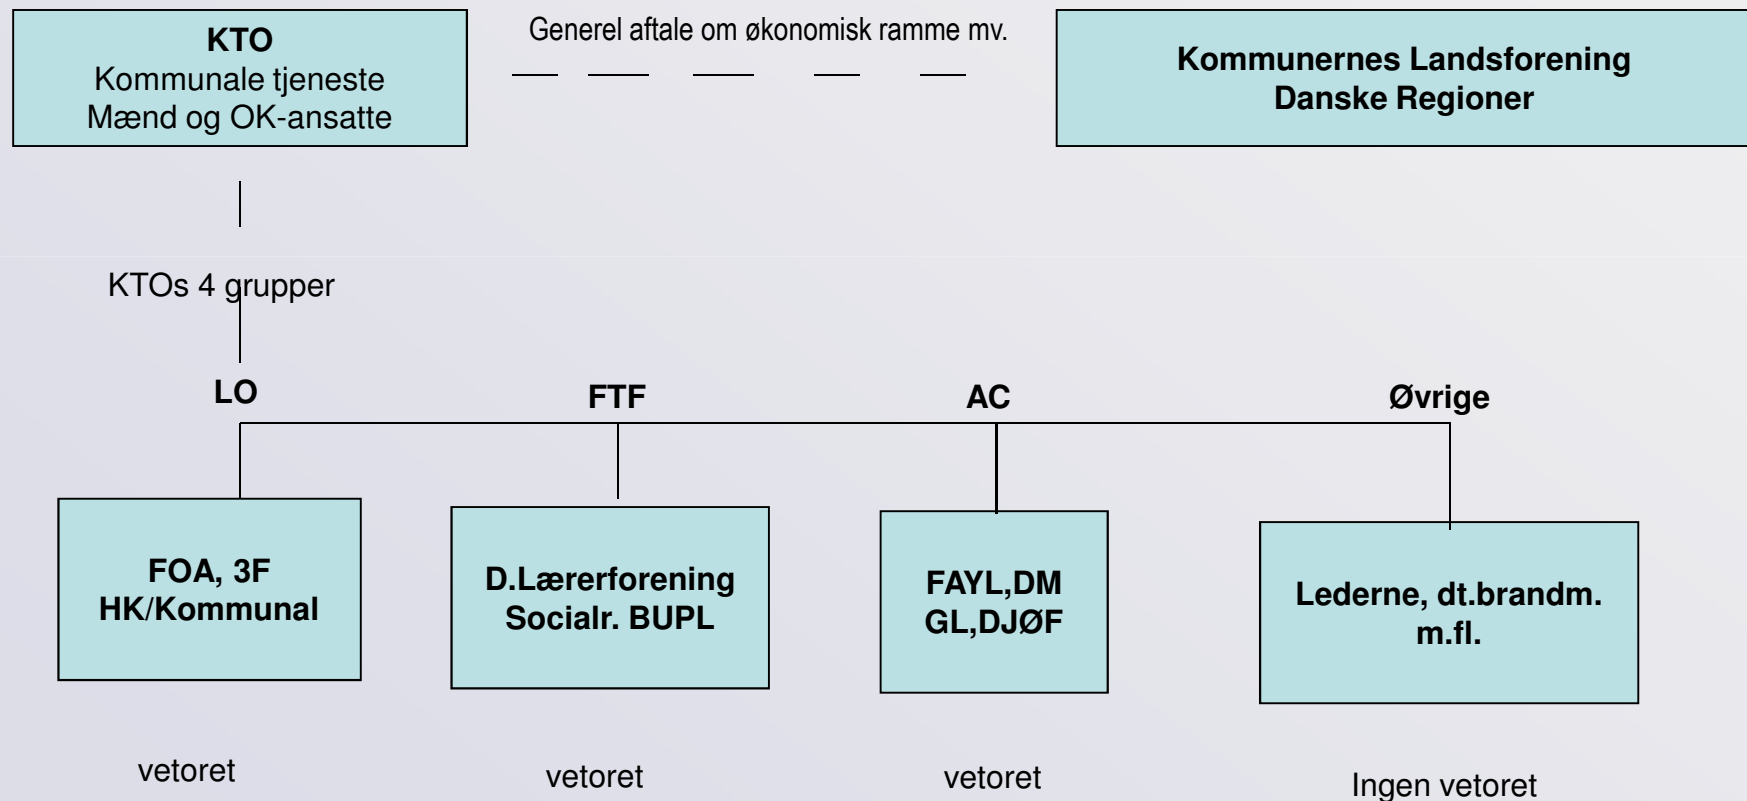 KTO
Kommunale tjeneste
Mænd og OK-ansatte
Generel aftale om økonomisk ramme mv.
Kommunernes Landsforening
Danske Regioner
KTOs 4 grupper
LO
FTF
AC
Øvrige
FOA, 3F
HK/Kommunal
D.Lærerforening
Socialr. BUPL
FAYL,DM
GL,DJØF
Lederne, dt.brandm.
m.fl.
vetoret
vetoret
vetoret
Ingen vetoret